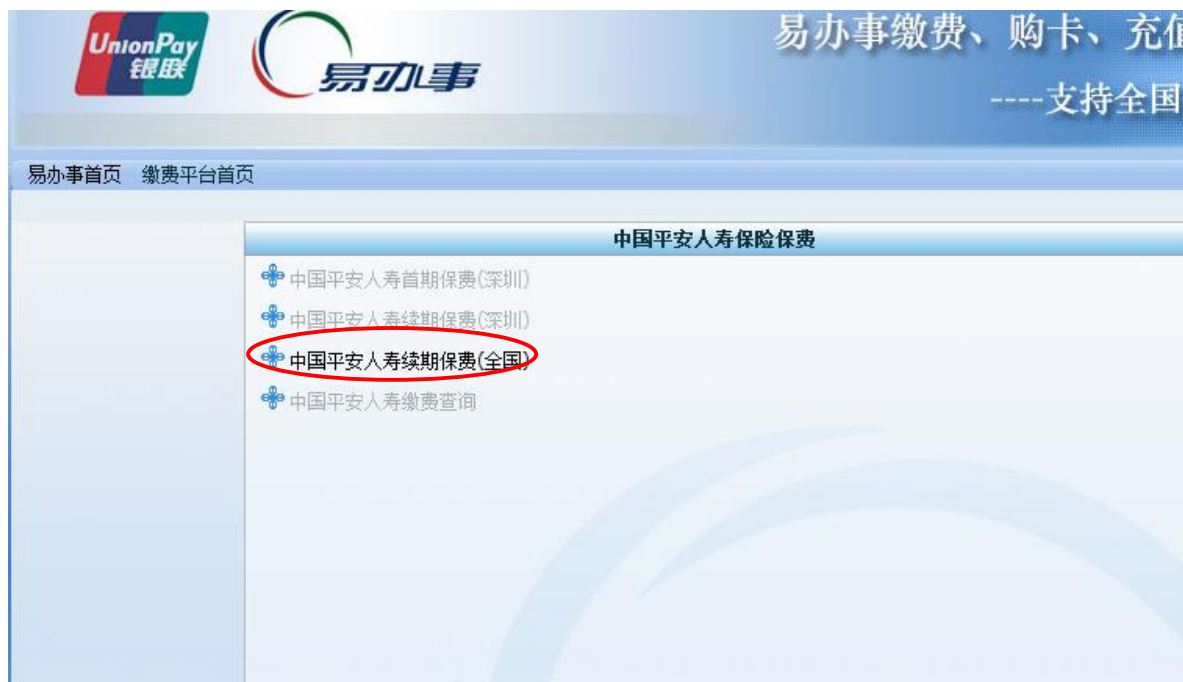 UnionPay
银联
易办事
易办事缴费、购卡、充值
----支持全国
易办事首页 缴费平台首页
中国平安人寿保险保费
中国平安人寿首期保费(深圳)
中国平安人寿续期保费(深圳)
中国平安人寿续期保费(全国)
中国平安人寿缴费查询